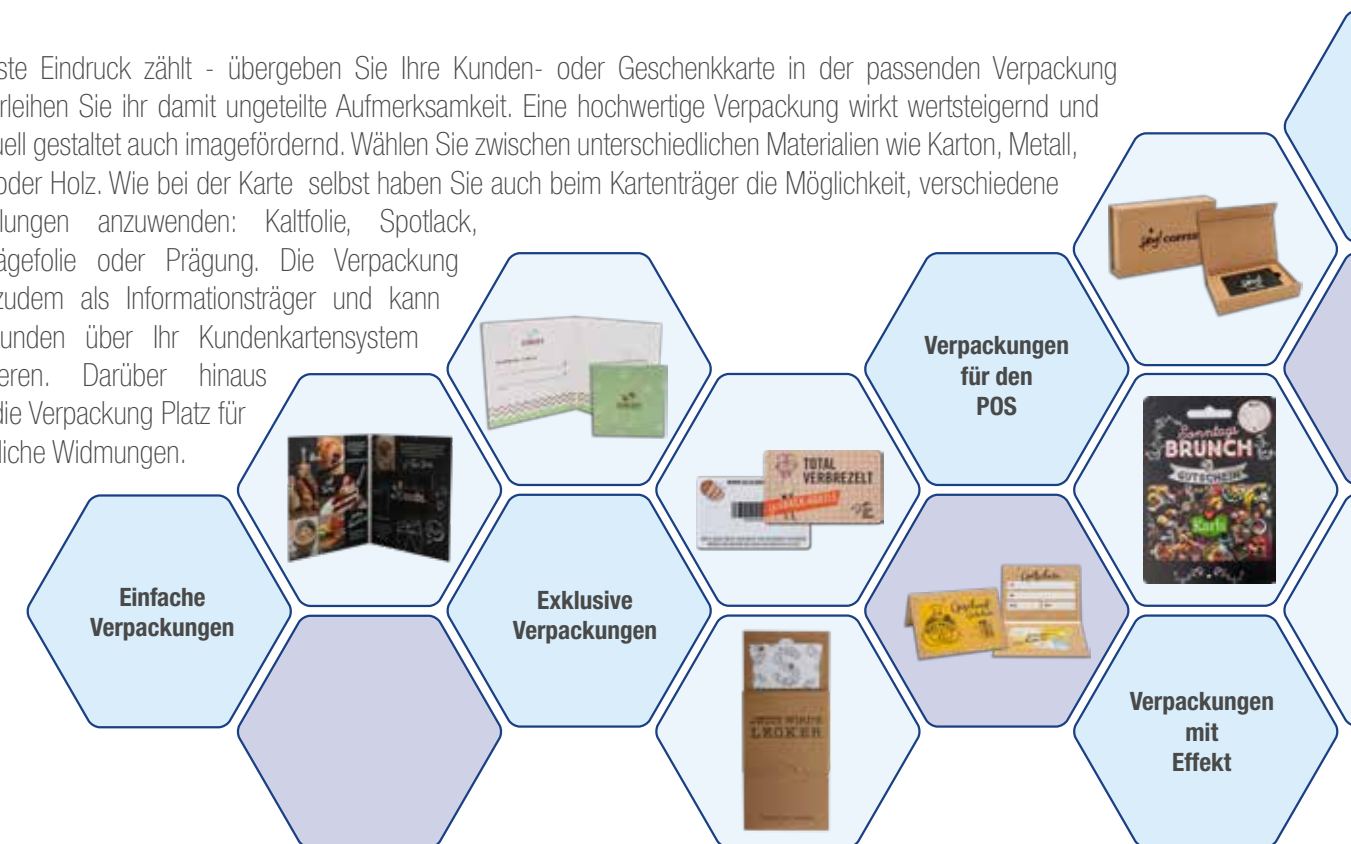 ste Eindruck zählt - übergeben Sie Ihre Kunden- oder Geschenkkarte in der passenden Verpackung
rleihen Sie ihr damit ungeteilte Aufmerksamkeit. Eine hochwertige Verpackung wirkt wertsteigernd und
uell gestaltet auch imagefördernd. Wählen Sie zwischen unterschiedlichen Materialien wie Karton, Metall,
oder Holz. Wie bei der Karte selbst haben Sie auch beim Kartenträger die Möglichkeit, verschiedene
lungen anzuwenden: Kaltfolie, Spotlack,
ägefolie oder Prägung. Die Verpackung
zudem als Informationsträger und kann
unden über Ihr Kundenkartensystem
eren. Darüber hinaus
die Verpackung Platz für
liche Widmungen.
Verpackungen
für den
POS
Sonntags
BRUNCH
GUTSCHEIN
TOTAL
VERBREZELT
Einfache
Verpackungen
Exklusive
Verpackungen
Gutschein
LECKER
Verpackungen
mit
Effekt